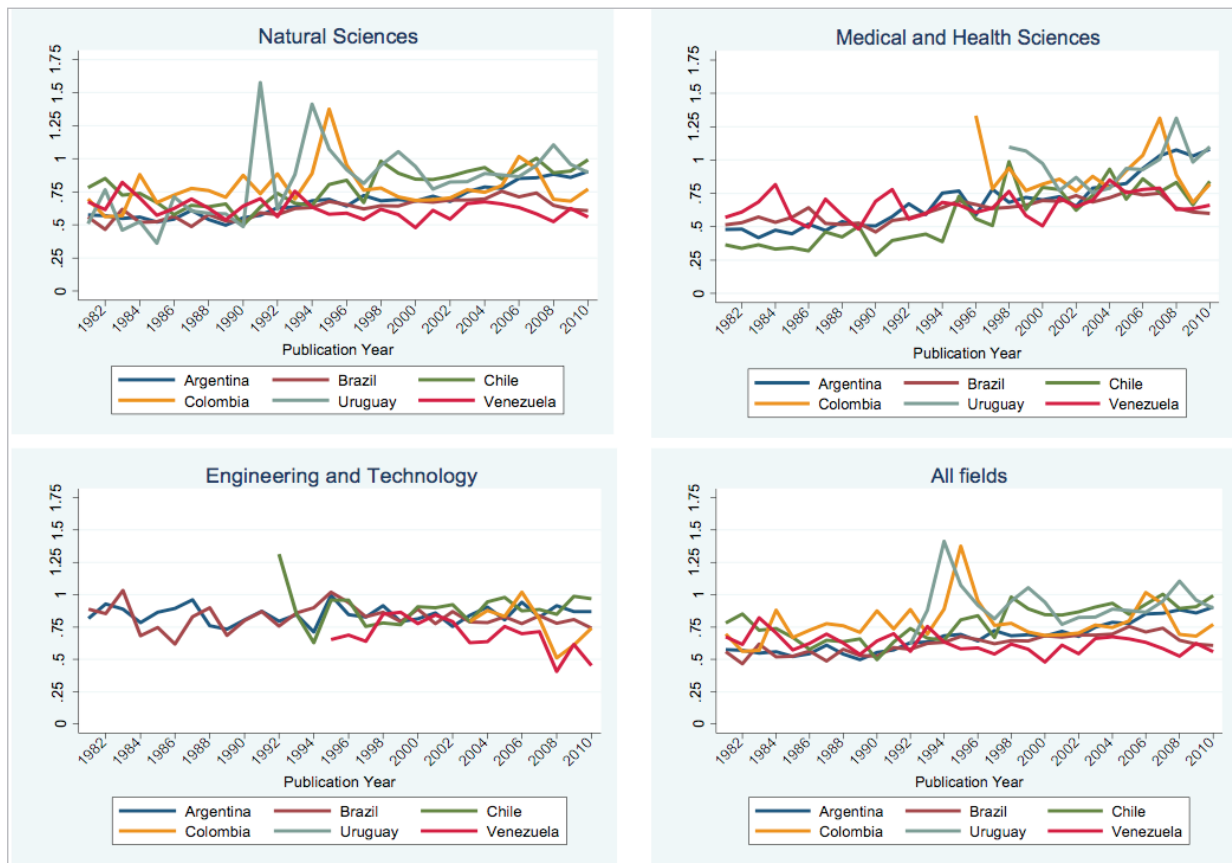 Natural Sciences
1.75
1.5
1.25
1
.75
.5
.25
0
1982 1984 1986 1988 1990 1992 1994 1996 1998 2000 2002 2004 2006 2008 2010
Publication Year
Argentina Brazil Chile
Colombia Uruguay Venezuela
Medical and Health Sciences
1.75
1.5
1.25
1
.75
.5
.25
0
1982 1984 1986 1988 1990 1992 1994 1996 1998 2000 2002 2004 2006 2008 2010
Publication Year
Argentina Brazil Chile
Colombia Uruguay Venezuela
Engineering and Technology
1.75
1.5
1.25
1
.75
.5
.25
0
1982 1984 1986 1988 1990 1992 1994 1996 1998 2000 2002 2004 2006 2008 2010
Publication Year
Argentina Brazil Chile
Colombia Uruguay Venezuela
All fields
1.75
1.5
1.25
1
.75
.5
.25
0
1982 1984 1986 1988 1990 1992 1994 1996 1998 2000 2002 2004 2006 2008 2010
Publication Year
Argentina Brazil Chile
Colombia Uruguay Venezuela